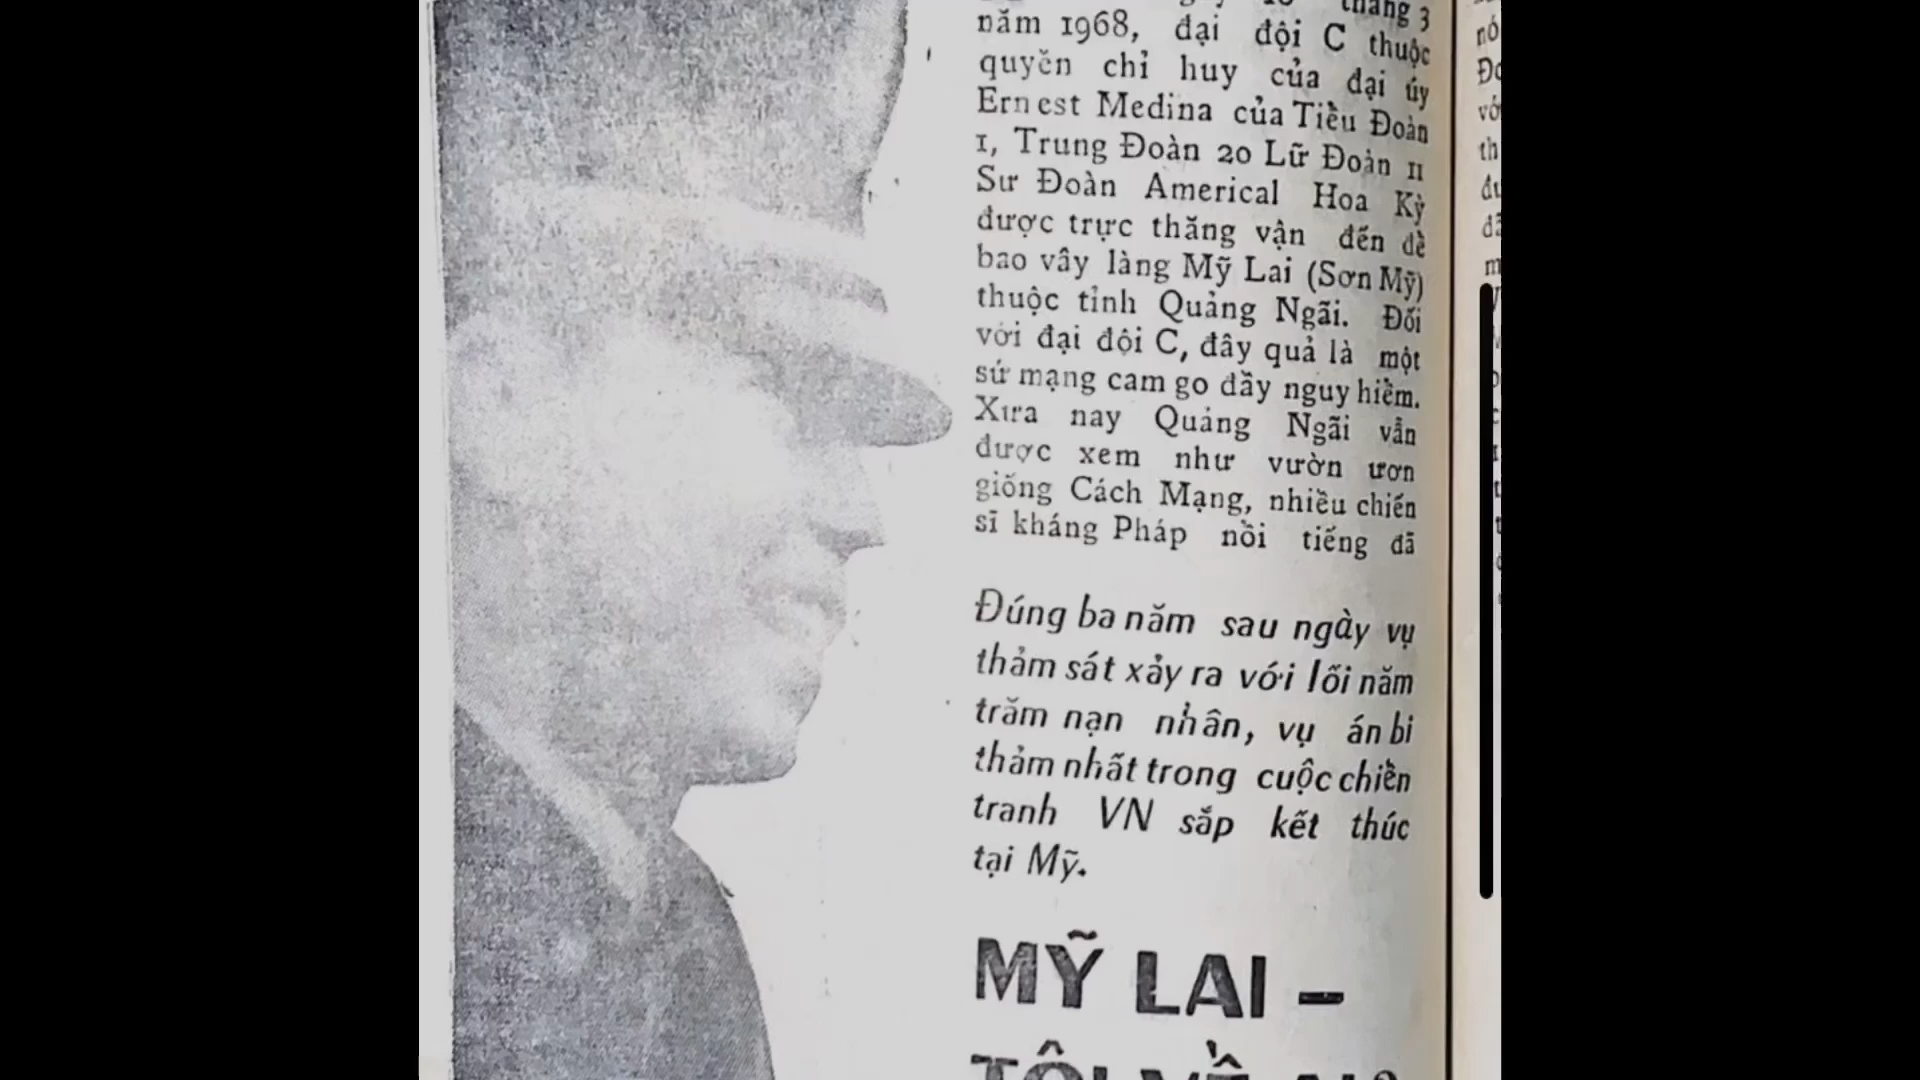 tháng 3
năm 1968, đại đội C thuộc
quyền chỉ huy của đại úy
Ernest Medina của Tiểu Đoàn
1, Trung Đoàn 20 Lữ Đoàn 11
Sư Đoàn Americal Hoa Kỳ
được trực thăng vận đến để
bao vây làng Mỹ Lai (Sơn Mỹ)
thuộc tỉnh Quảng Ngãi. Đối
với đại đội C, đây quả là một
sứ mạng cam go đầy nguy hiểm.
Xưa nay Quảng Ngãi vẫn
được xem như vườn ươn
giống Cách Mạng, nhiều chiến
sĩ kháng Pháp nổi tiếng đã
Đúng ba năm sau ngày vụ
thảm sát xảy ra với lối năm
trăm nạn nhân, vụ án bi
thảm nhất trong cuộc chiến
tranh VN sắp kết thúc
tại Mỹ.
MỸ LAI –
TỘI VỀ AI?